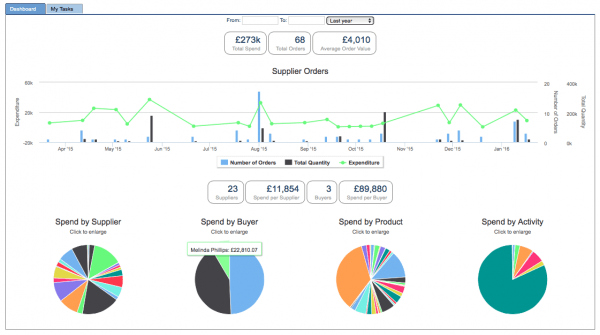 Dashboard My Tasks
From: To: Last year
£273k 68 £4,010
Total Spend Total Orders Average Order Value
Supplier Orders
60k 20 400k
20k 10 200k
-20k 0 0k
Expenditure Number of Orders Total Quantity
Apr '15 May '15 Jun '15 Jul '15 Aug '15 Sep '15 Oct '15 Nov '15 Dec '15 Jan '16
Number of Orders Total Quantity Expenditure
23 £11,854 3 £89,880
Suppliers Spend per Supplier Buyers Spend per Buyer
Spend by Supplier Spend by Buyer Spend by Product Spend by Activity
Click to enlarge Click to enlarge Click to enlarge Click to enlarge
Melinda Phillips: £22,810.07